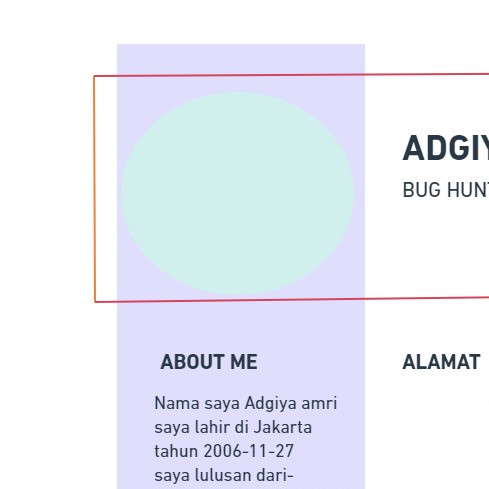 ADGIY
BUG HUNT
ABOUT ME
Nama saya Adgiya amri
saya lahir di Jakarta
tahun 2006-11-27
saya lulusan dari-
ALAMAT